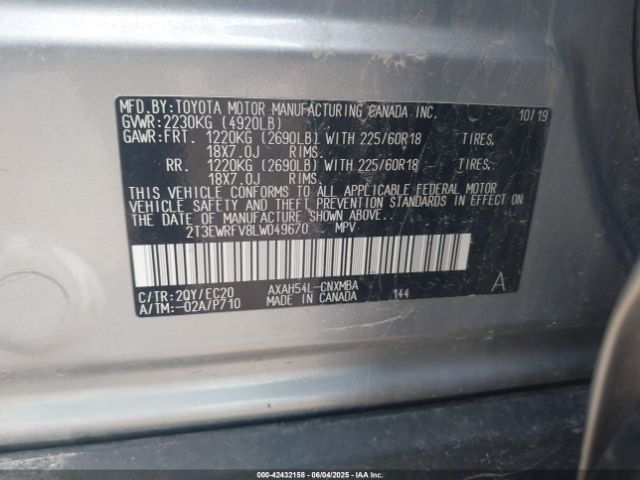 MFD.BY:TOYOTA MOTOR MANUFACTURING CANADA INC. 10/19
GVWR:2230KG (4920LB)
GAWR:FRT. 1220KG (2690LB) WITH 225/60R18 TIRES,
18X7.0J RIMS.
RR. 1220KG (2690LB) WITH 225/60R18 TIRES,
18X7.0J RIMS.
THIS VEHICLE CONFORMS TO ALL APPLICABLE FEDERAL MOTOR
VEHICLE SAFETY AND THEFT PREVENTION STANDARDS IN EFFECT ON
THE DATE OF MANUFACTURE SHOWN ABOVE.
2T3EWRFV8LW049670 MPV
C/TR:2QY/EC20 AXAH54L-CNXMBA 144
A/TM:-02A/P710 MADE IN CANADA A
000-42432158 | 06/04/2025 | IAAI.com